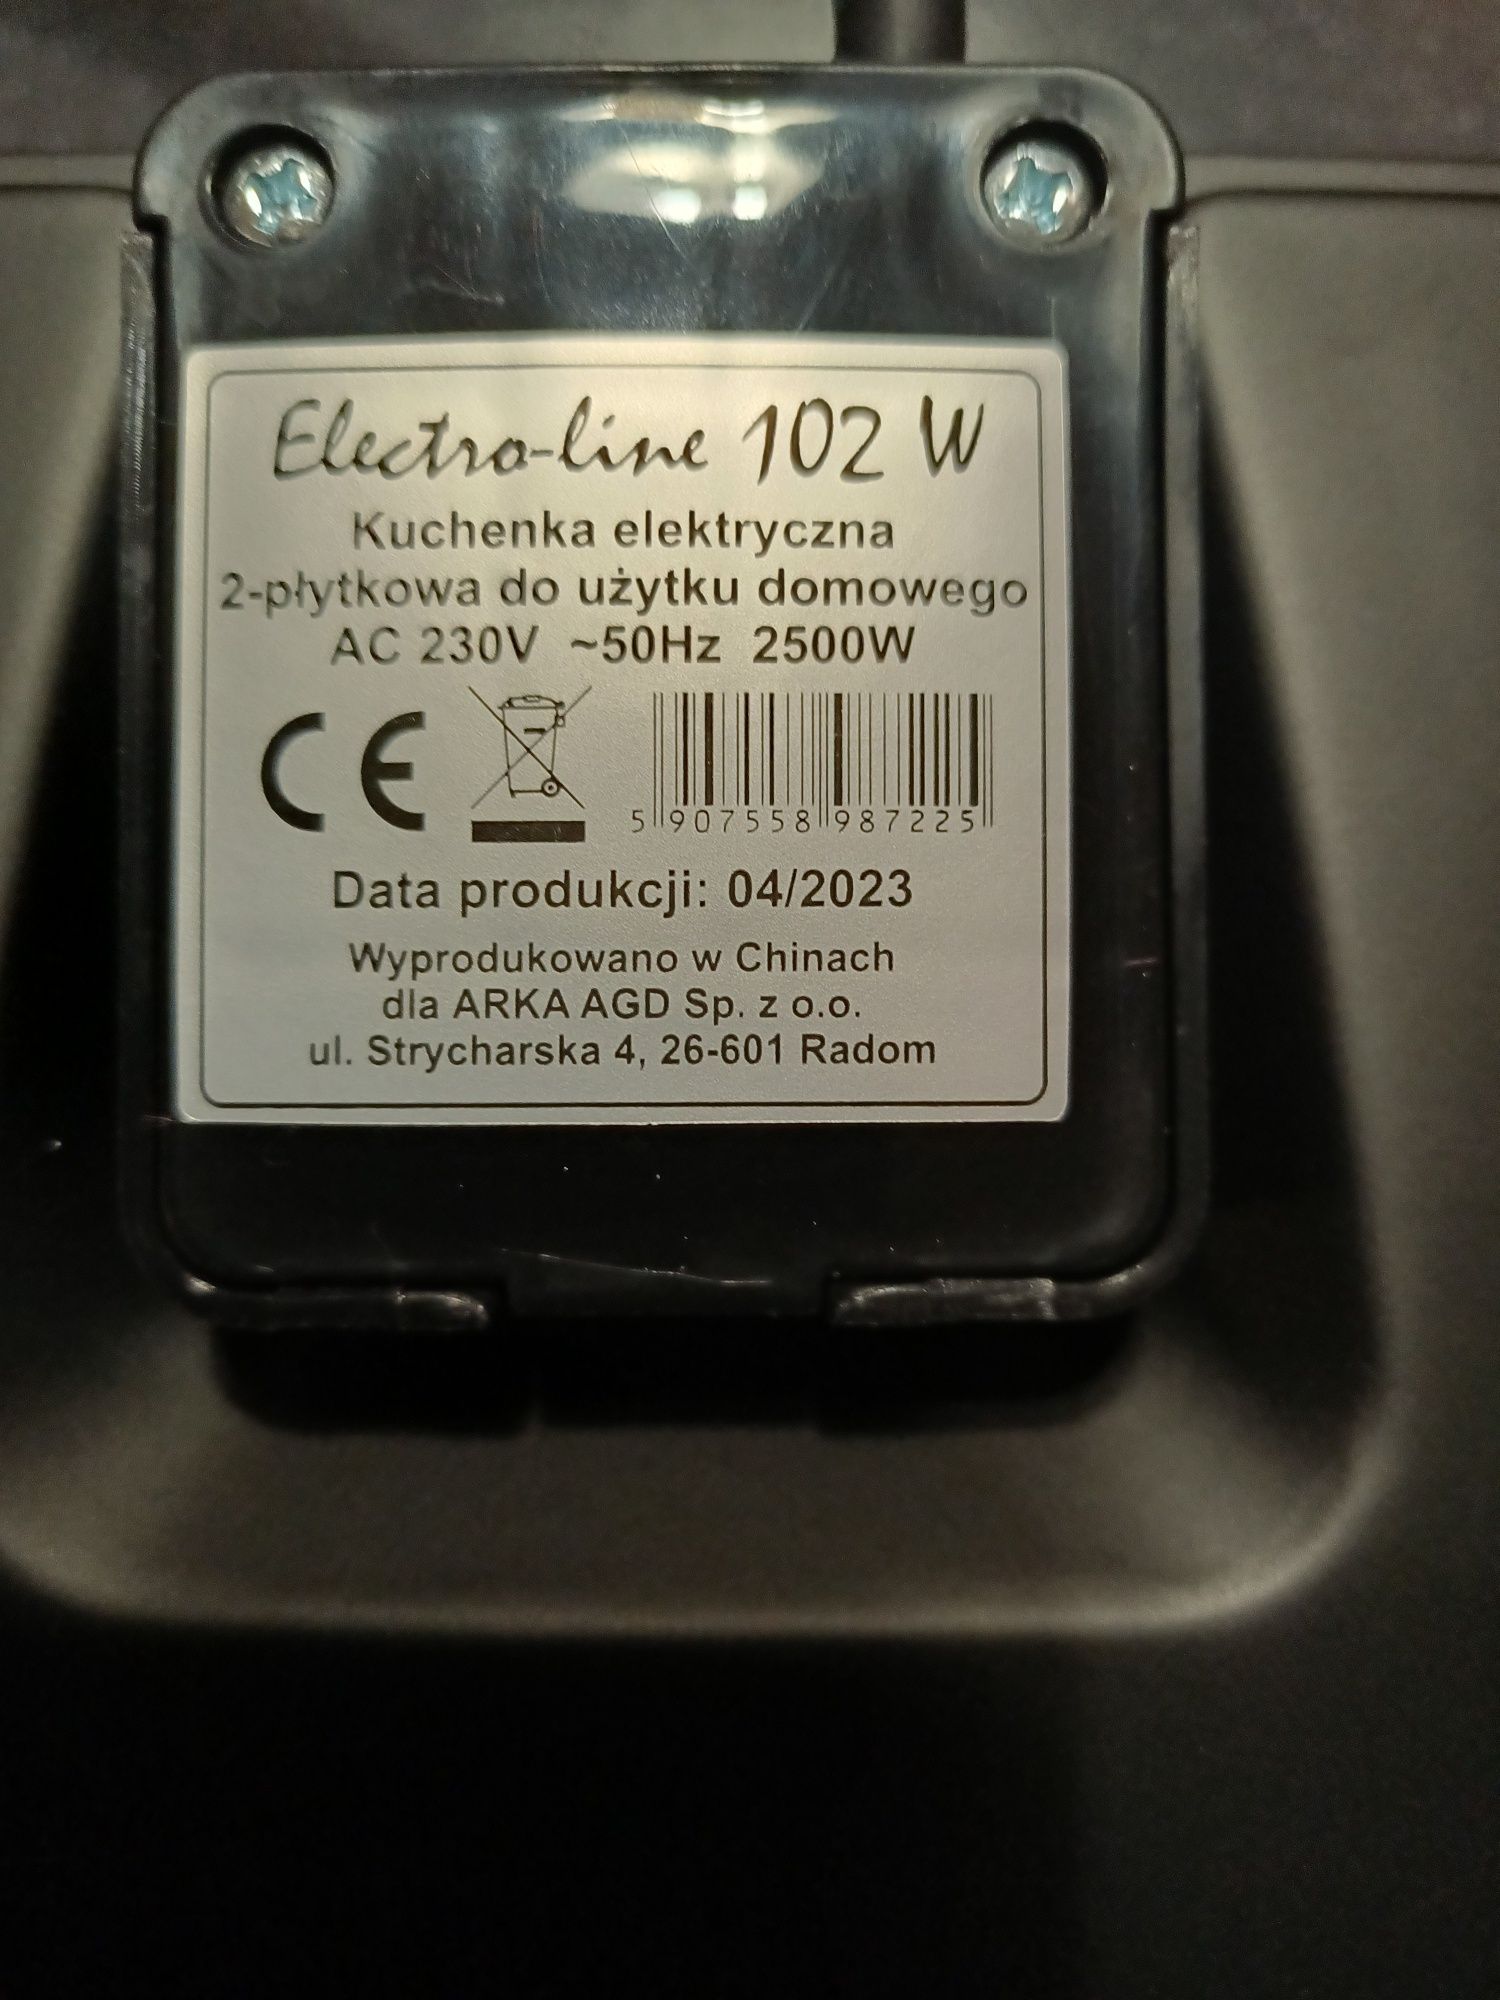 Electro-line 102 W
Kuchenka elektryczna
2-płytkowa do użytku domowego
AC 230V ~50Hz 2500W
CE
5 907558 987225
Data produkcji: 04/2023
Wyprodukowano w Chinach
dla ARKA AGD Sp. z o.o.
ul. Strycharska 4, 26-601 Radom